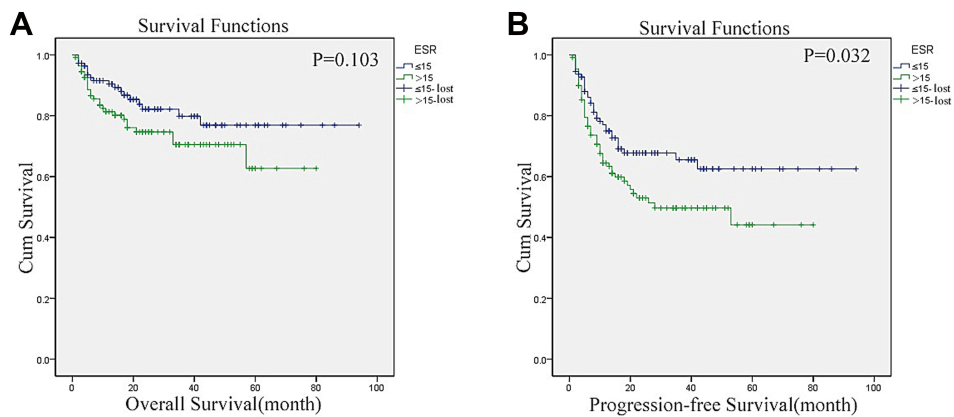 A
Survival Functions
P=0.103
ESR
≤15
>15
≤15-lost
>15-lost
Cum Survival
1.0
0.8
0.6
0.4
0.2
0.0
0 20 40 60 80 100
Overall Survival(month)
B
Survival Functions
P=0.032
ESR
≤15
>15
≤15-lost
>15-lost
Cum Survival
1.0
0.8
0.6
0.4
0.2
0.0
0 20 40 60 80 100
Progression-free Survival(month)